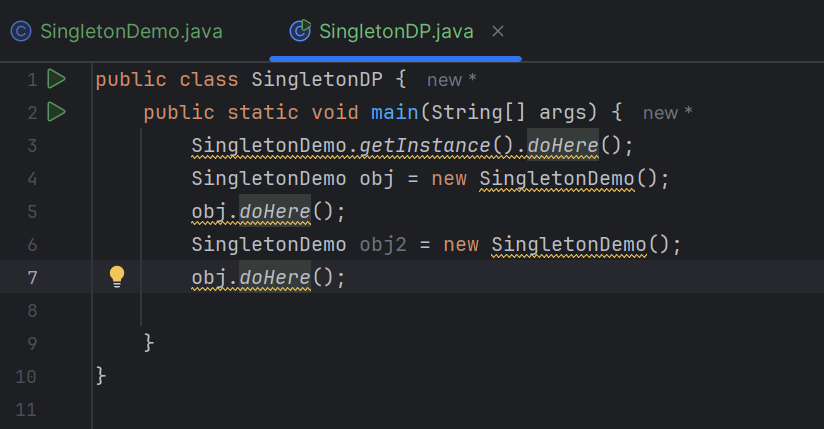 SingletonDemo.java SingletonDP.java
1 public class SingletonDP { new *
2 public static void main(String[] args) { new *
3 SingletonDemo.getInstance().doHere();
4 SingletonDemo obj = new SingletonDemo();
5 obj.doHere();
6 SingletonDemo obj2 = new SingletonDemo();
7 obj.doHere();
8
9 }
10 }
11